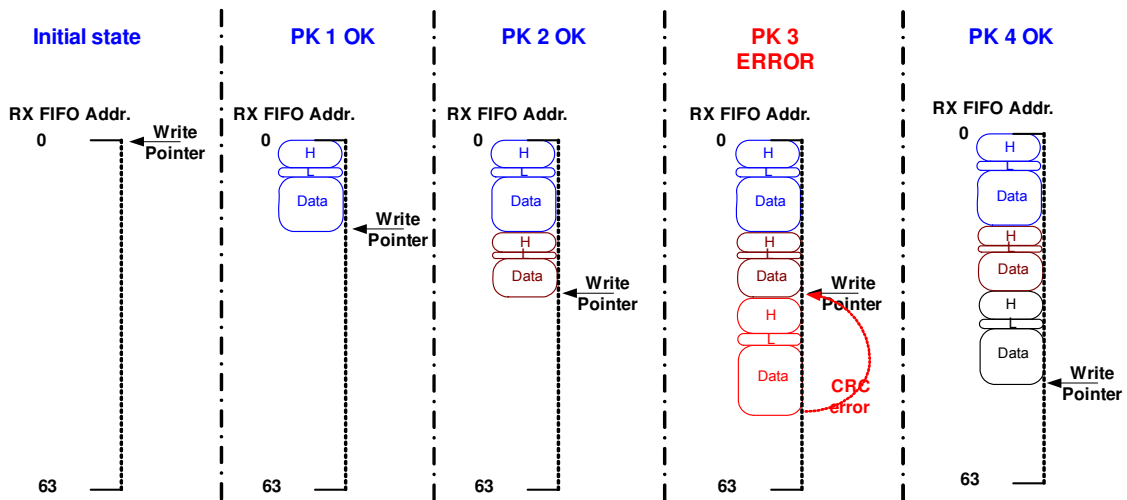 Initial state
RX FIFO Addr.
0
Write
Pointer
63
PK 1 OK
RX FIFO Addr.
0
H
L
Data
Write
Pointer
63
PK 2 OK
RX FIFO Addr.
0
H
L
Data
H
L
Data
Write
Pointer
63
PK 3
ERROR
RX FIFO Addr.
0
H
L
Data
H
L
Data
Write
Pointer
H
L
Data
CRC
error
63
PK 4 OK
RX FIFO Addr.
0
H
L
Data
H
L
Data
H
L
Data
Write
Pointer
63